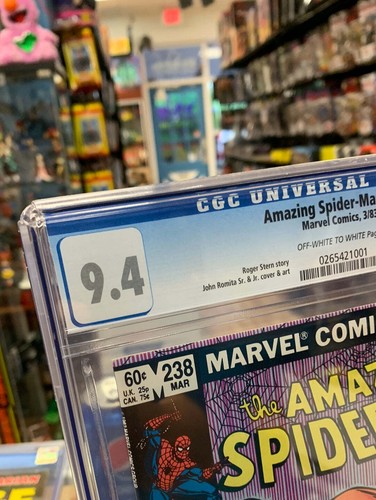 CGC UNIVERSAL
Amazing Spider-Ma
Marvel Comics, 3/83
OFF-WHITE TO WHITE Pag
9.4
Roger Stern story
John Romita Sr. & Jr. cover & art
0265421001
60¢
U.K. 25p
CAN. 75¢
238
MAR
MARVEL® COMI
the AMAZ
SPIDE